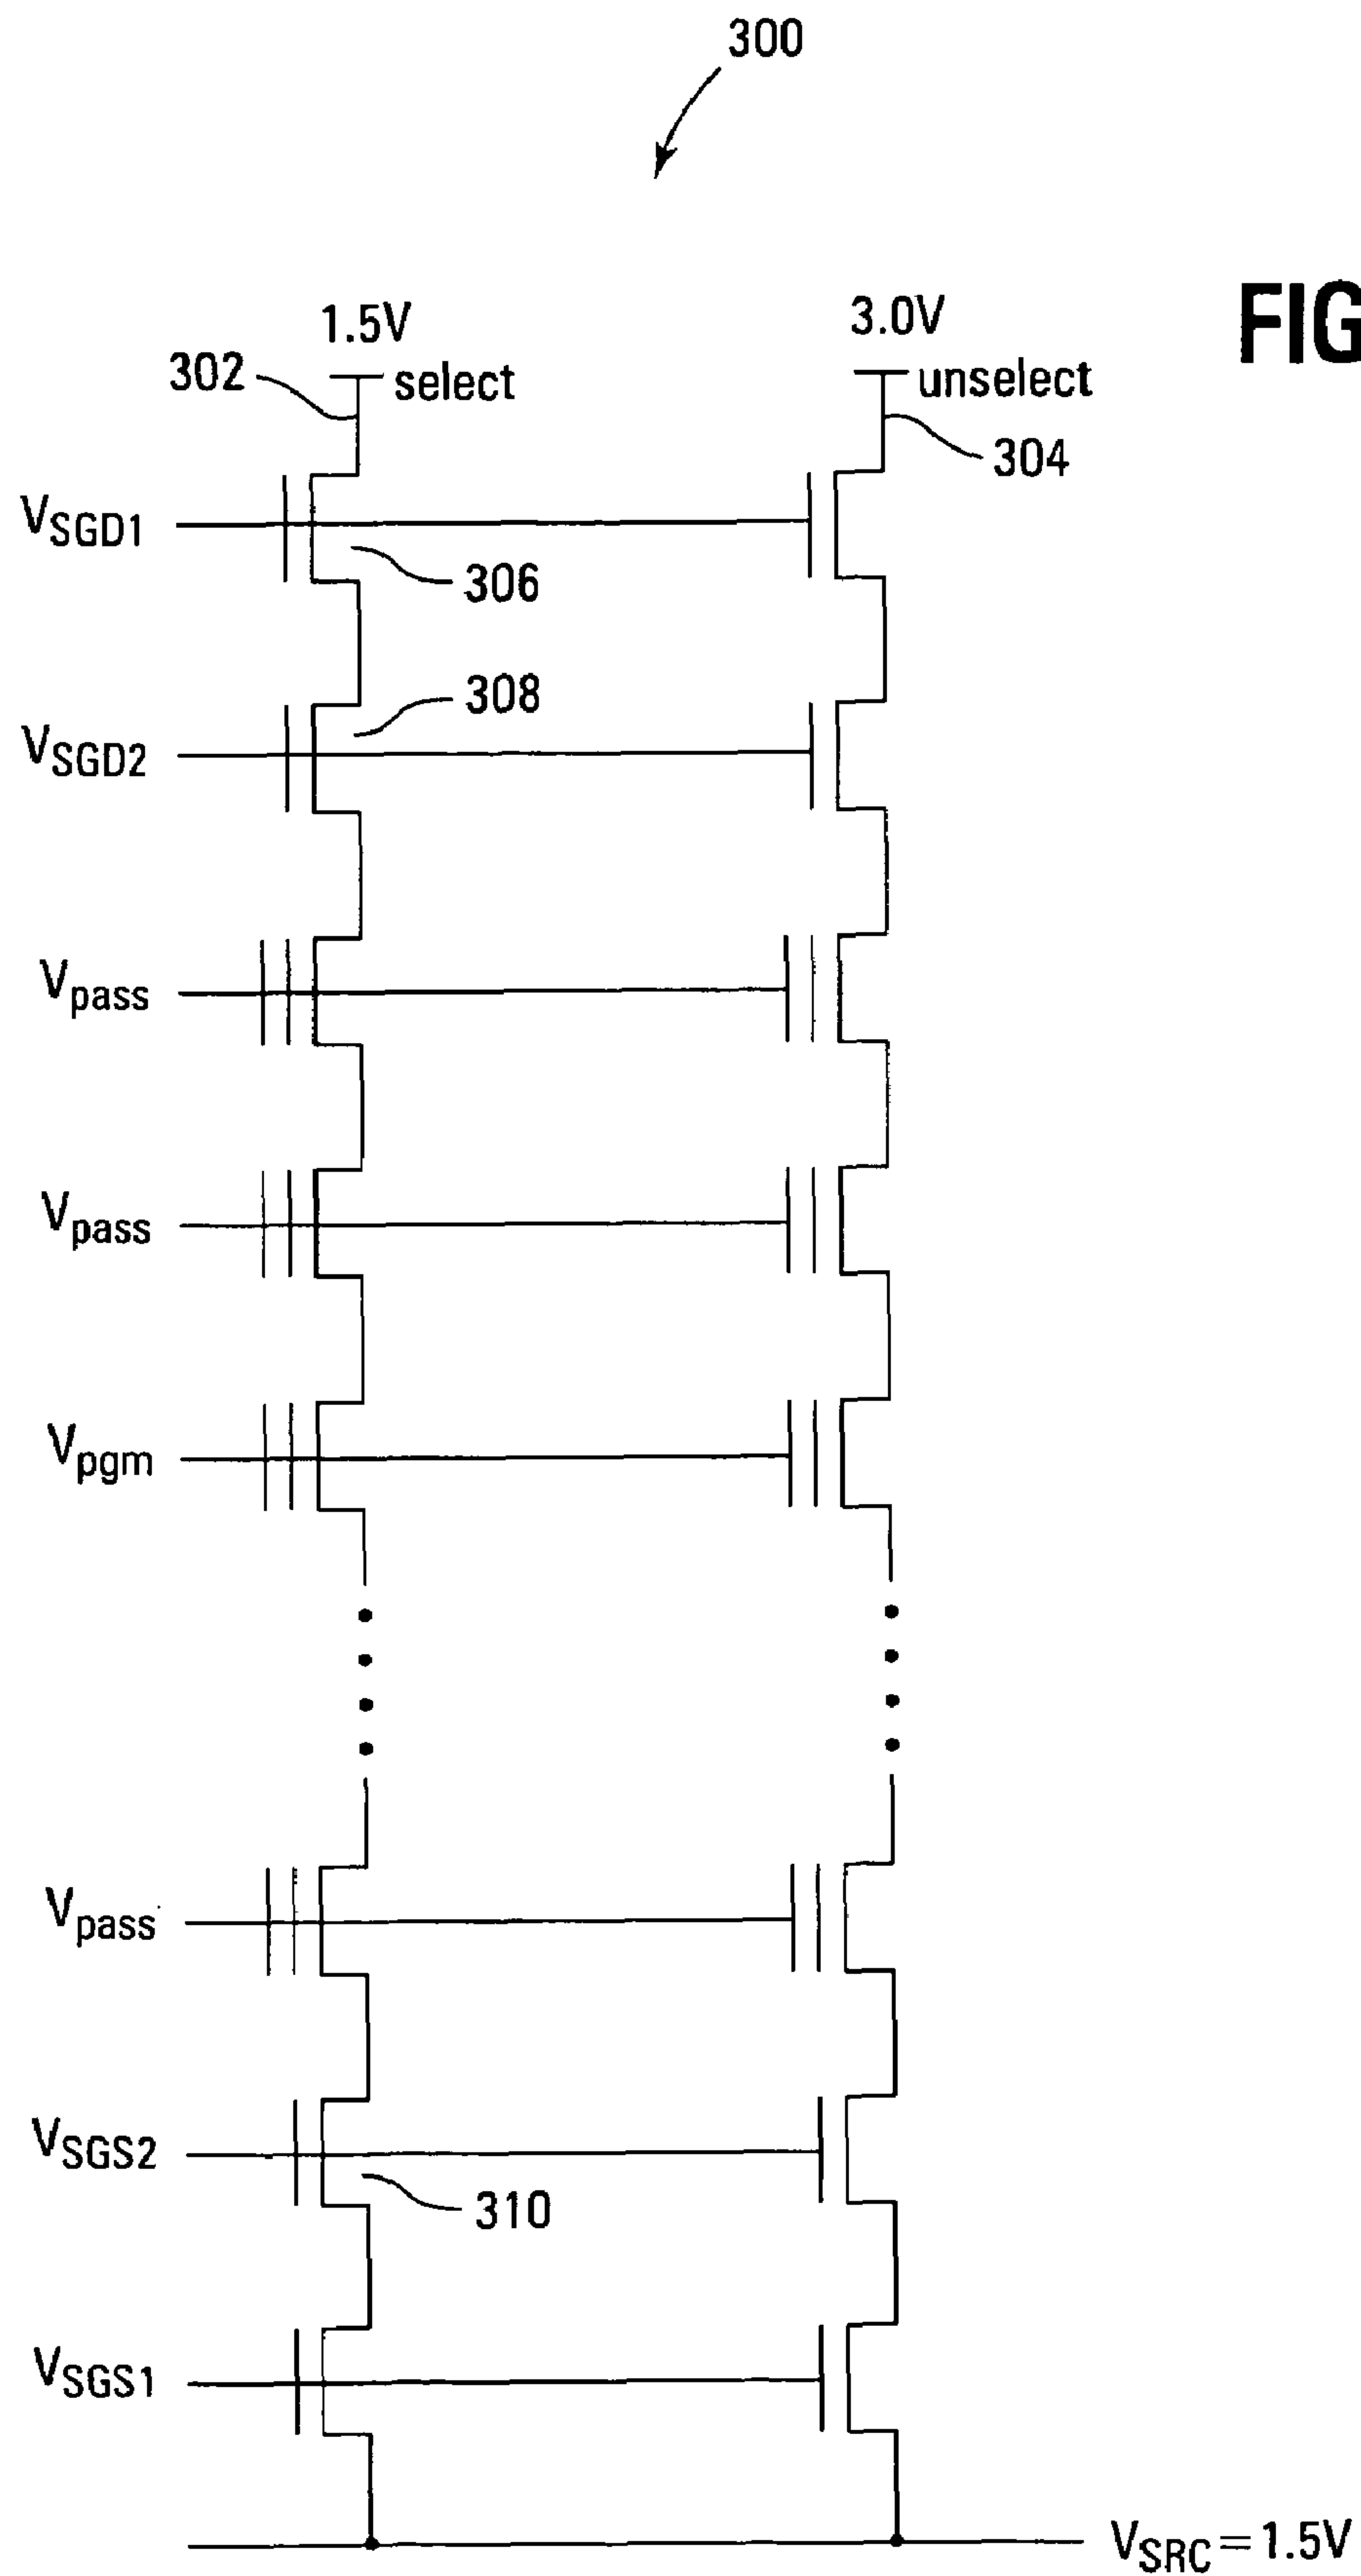 300
FIG
1.5V
3.0V
302
select
unselect
304
VSGD1
306
308
VSGD2
Vpass
Vpass
Vpgm
Vpass
VSGS2
310
VSGS1
VSRC=1.5V